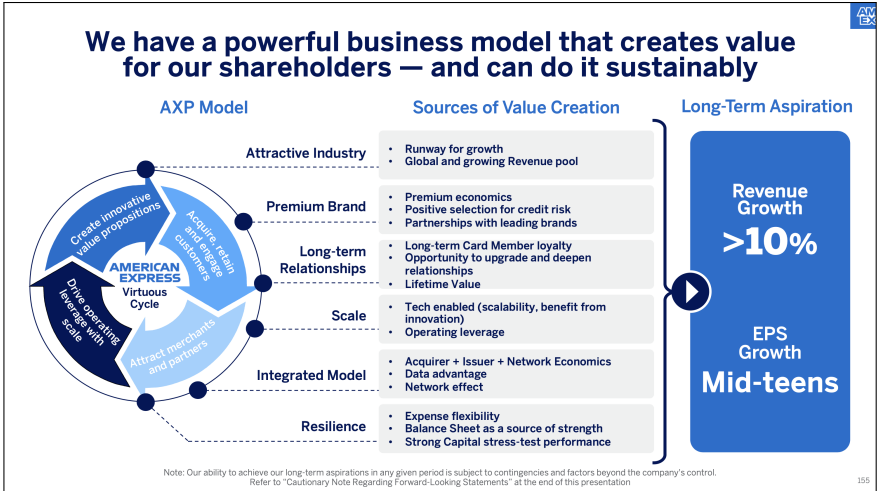 AM
EX
We have a powerful business model that creates value
for our shareholders — and can do it sustainably
AXP Model
Sources of Value Creation
Long-Term Aspiration
Create innovative
value propositions
Acquire, retain
and engage
customers
Attract merchants
and partners
Drive operating
leverage with
scale
AMERICAN
EXPRESS
Virtuous
Cycle
Attractive Industry
• Runway for growth
• Global and growing Revenue pool
Premium Brand
• Premium economics
• Positive selection for credit risk
• Partnerships with leading brands
Long-term
Relationships
• Long-term Card Member loyalty
• Opportunity to upgrade and deepen
relationships
• Lifetime Value
Scale
• Tech enabled (scalability, benefit from
innovation)
• Operating leverage
Integrated Model
• Acquirer + Issuer + Network Economics
• Data advantage
• Network effect
Resilience
• Expense flexibility
• Balance Sheet as a source of strength
• Strong Capital stress-test performance
Revenue
Growth
>10%
EPS
Growth
Mid-teens
Note: Our ability to achieve our long-term aspirations in any given period is subject to contingencies and factors beyond the company's control.
Refer to "Cautionary Note Regarding Forward-Looking Statements" at the end of this presentation
155